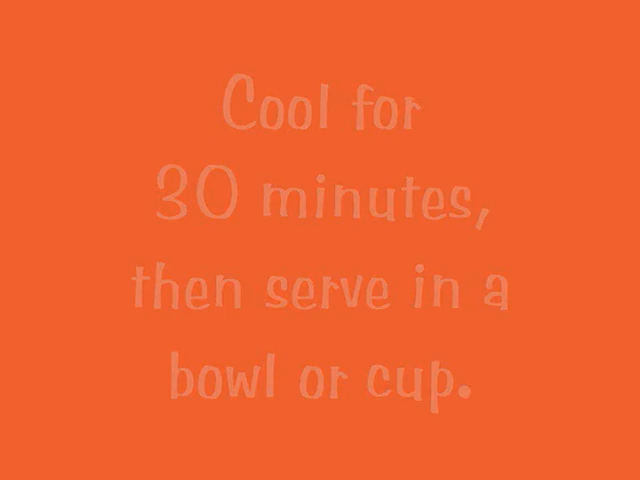 Cool for
30 minutes,
then serve in a
bowl or cup.